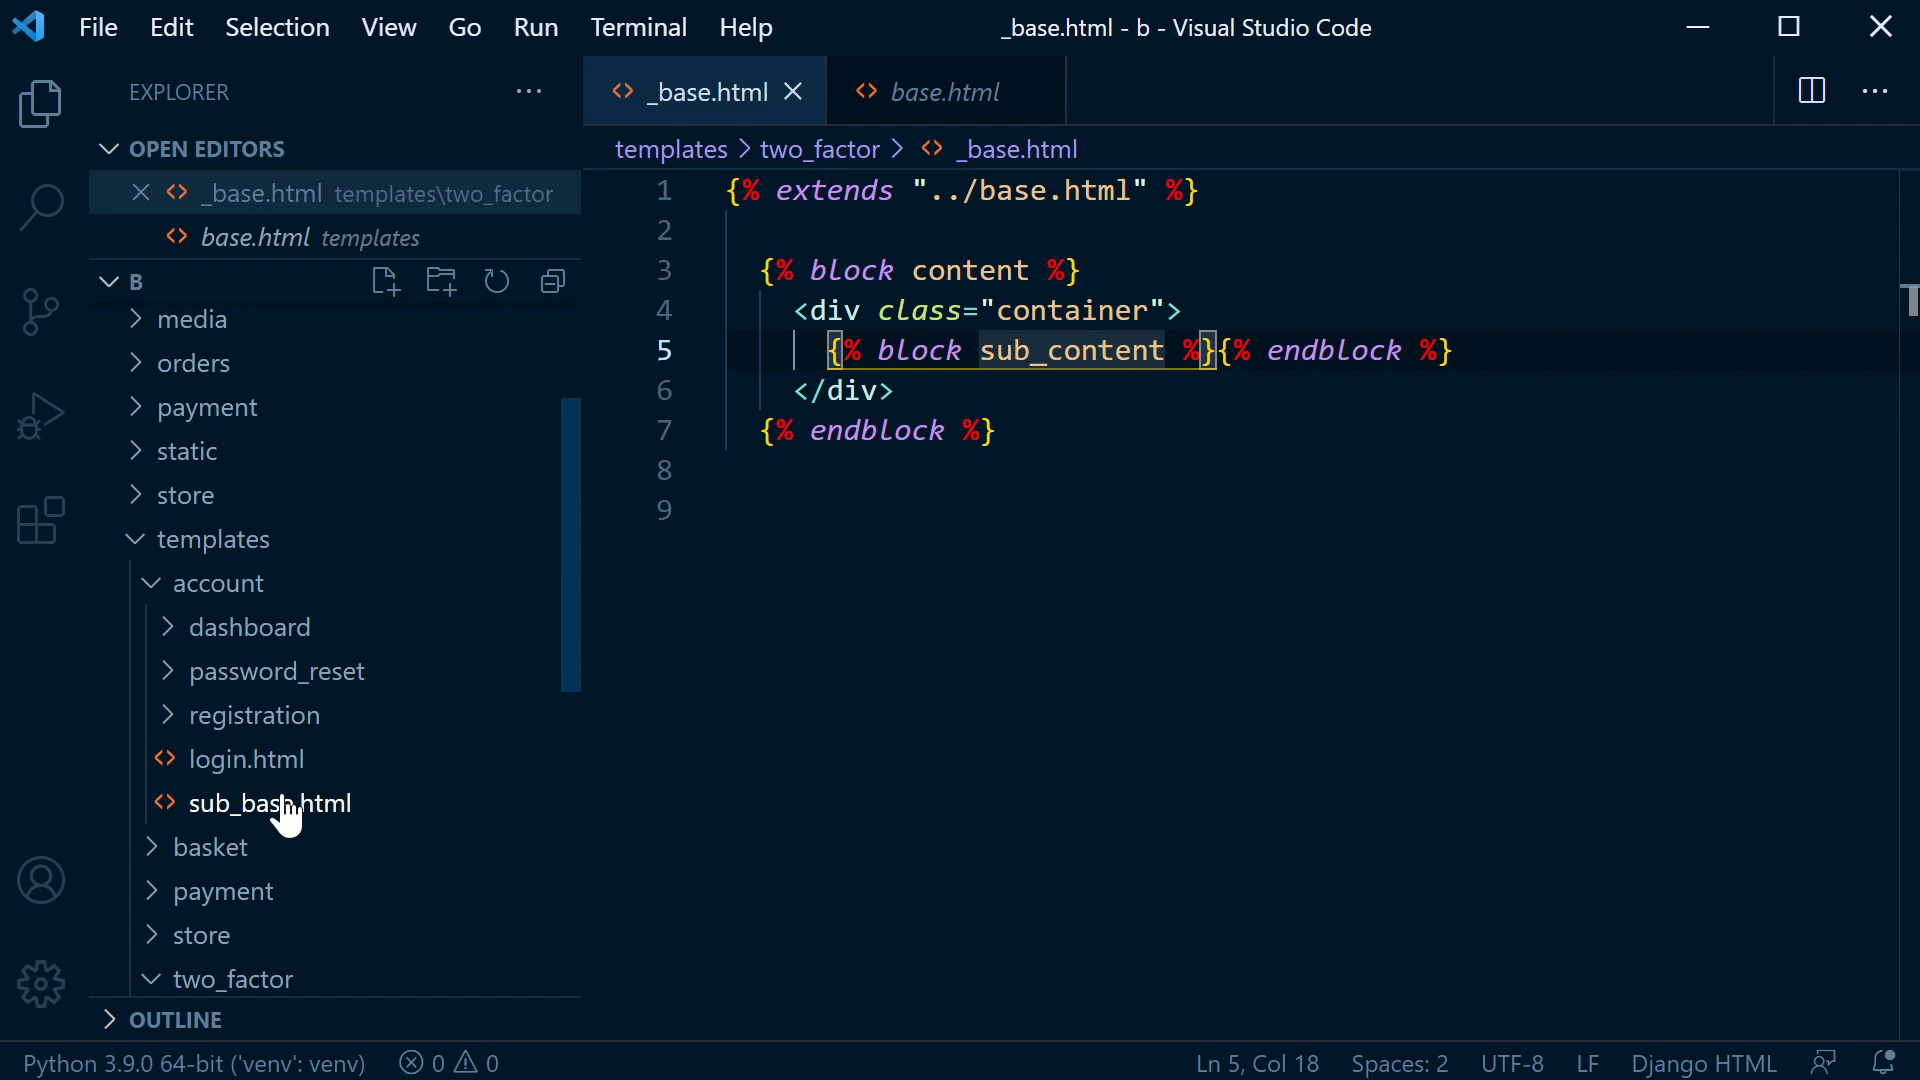 File Edit Selection View Go Run Terminal Help _base.html - b - Visual Studio Code
EXPLORER
_base.html base.html
OPEN EDITORS
templates > two_factor > _base.html
_base.html templates\two_factor
base.html templates
B
media
orders
payment
static
store
templates
account
dashboard
password_reset
registration
login.html
sub_base.html
basket
payment
store
two_factor
OUTLINE
1 {% extends "../base.html" %}
2
3 {% block content %}
4 <div class="container">
5 {% block sub_content %}{% endblock %}
6 </div>
7 {% endblock %}
8
9
Python 3.9.0 64-bit ('venv': venv) 0 0 Ln 5, Col 18 Spaces: 2 UTF-8 LF Django HTML